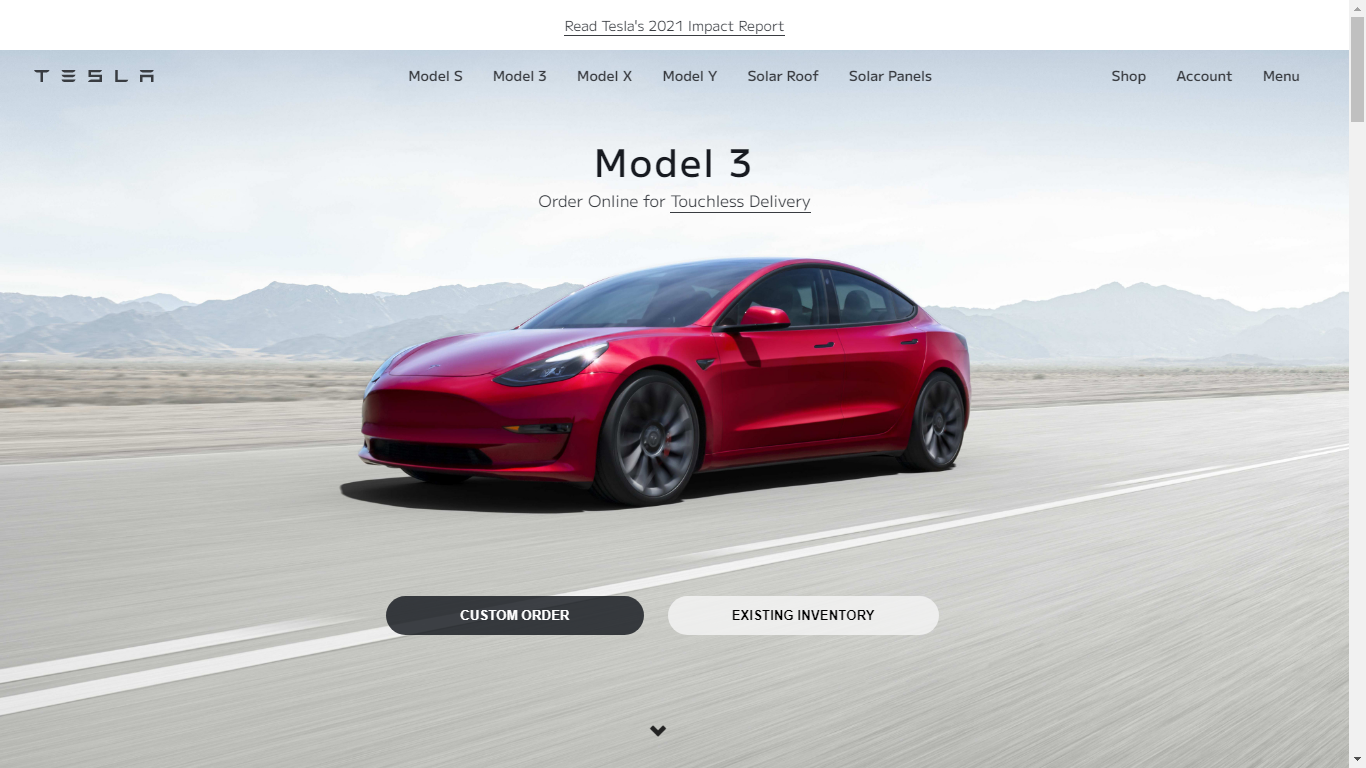 Read Tesla's 2021 Impact Report
TESLA
Model S Model 3 Model X Model Y Solar Roof Solar Panels Shop Account Menu
Model 3
Order Online for Touchless Delivery
CUSTOM ORDER EXISTING INVENTORY